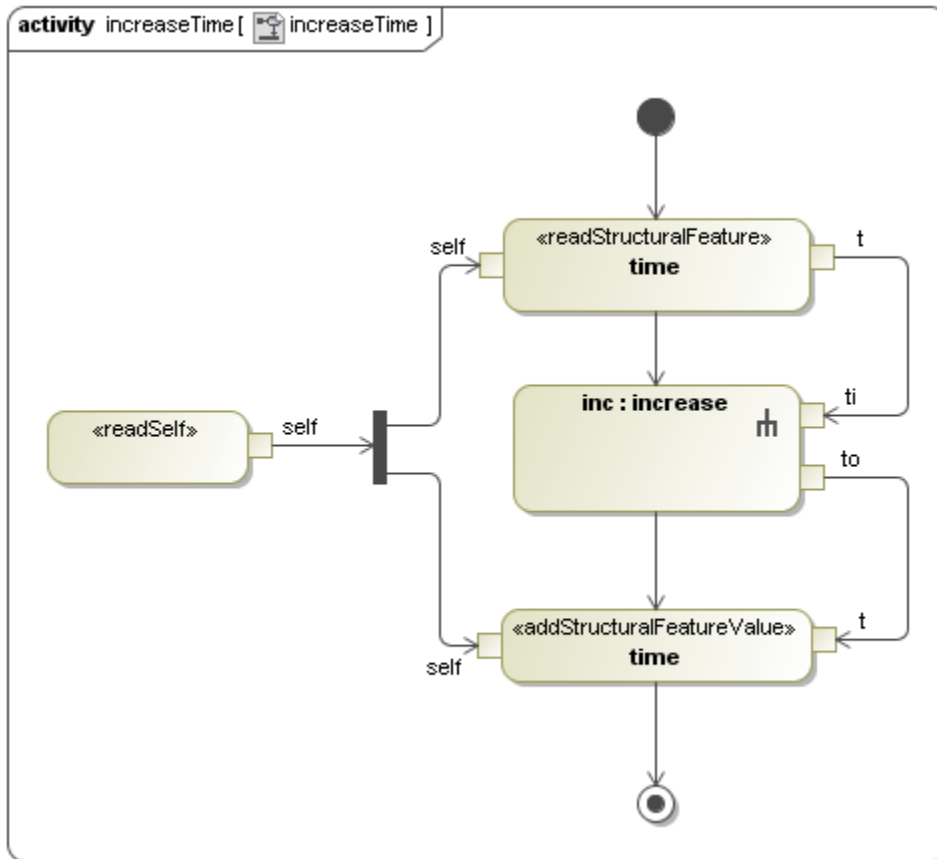 activity increaseTime[ increaseTime ]
«readStructuralFeature»
time
self
t
inc : increase
ti
to
«readSelf»
self
«addStructuralFeatureValue»
time
t
self